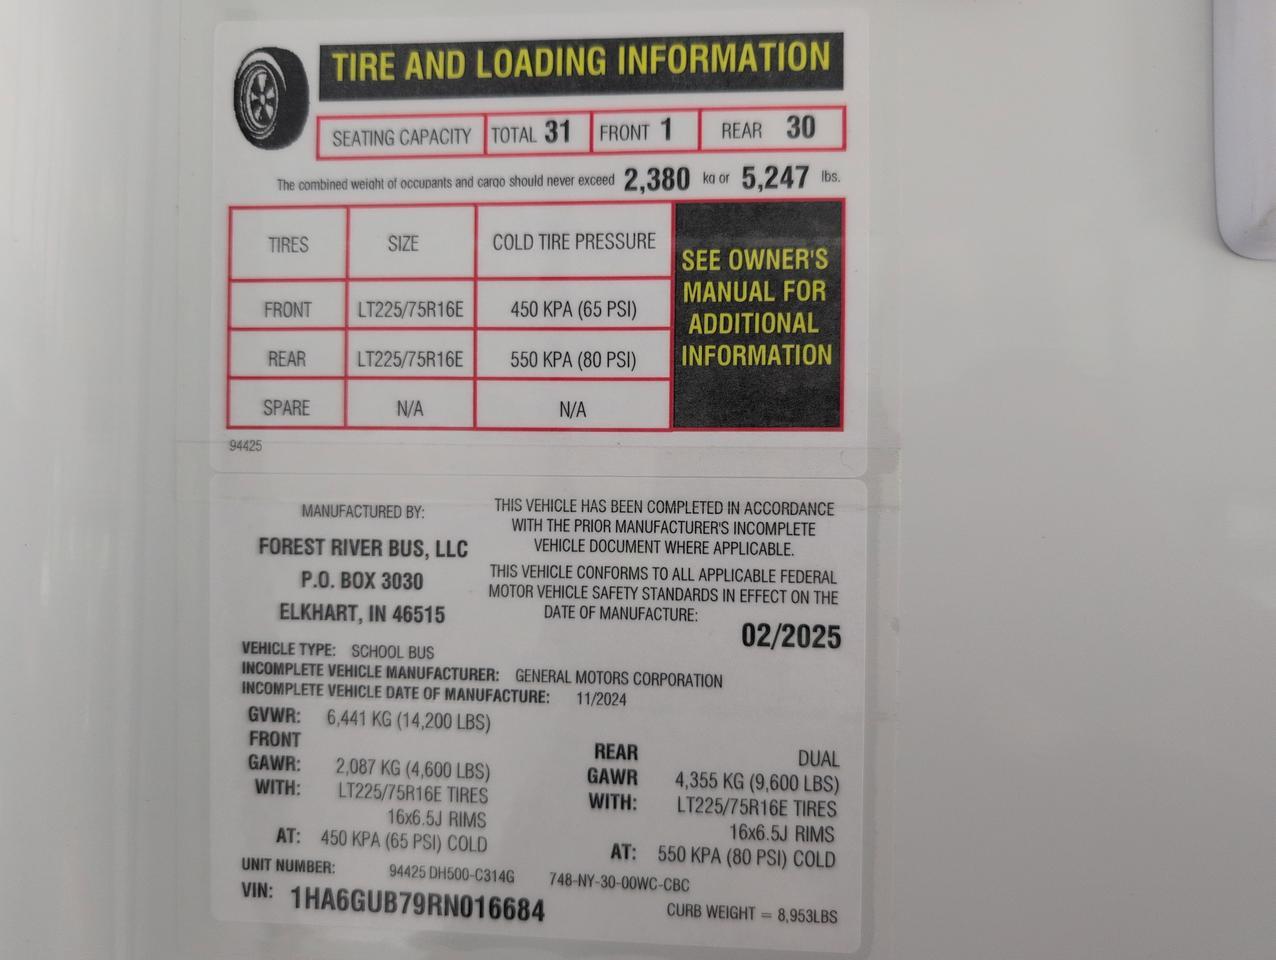 TIRE AND LOADING INFORMATION
SEATING CAPACITY TOTAL 31 FRONT 1 REAR 30
The combined weight of occupants and cargo should never exceed 2,380 kg or 5,247 lbs.
TIRES SIZE COLD TIRE PRESSURE
FRONT LT225/75R16E 450 KPA (65 PSI)
REAR LT225/75R16E 550 KPA (80 PSI)
SPARE N/A N/A
SEE OWNER'S
MANUAL FOR
ADDITIONAL
INFORMATION
94425
MANUFACTURED BY:
FOREST RIVER BUS, LLC
P.O. BOX 3030
ELKHART, IN 46515
THIS VEHICLE HAS BEEN COMPLETED IN ACCORDANCE
WITH THE PRIOR MANUFACTURER'S INCOMPLETE
VEHICLE DOCUMENT WHERE APPLICABLE.
THIS VEHICLE CONFORMS TO ALL APPLICABLE FEDERAL
MOTOR VEHICLE SAFETY STANDARDS IN EFFECT ON THE
DATE OF MANUFACTURE:
02/2025
VEHICLE TYPE: SCHOOL BUS
INCOMPLETE VEHICLE MANUFACTURER: GENERAL MOTORS CORPORATION
INCOMPLETE VEHICLE DATE OF MANUFACTURE: 11/2024
GVWR: 6,441 KG (14,200 LBS)
FRONT
GAWR: 2,087 KG (4,600 LBS)
WITH: LT225/75R16E TIRES
16x6.5J RIMS
AT: 450 KPA (65 PSI) COLD
REAR DUAL
GAWR 4,355 KG (9,600 LBS)
WITH: LT225/75R16E TIRES
16x6.5J RIMS
AT: 550 KPA (80 PSI) COLD
UNIT NUMBER: 94425 DH500-C314G 748-NY-30-00WC-CBC
VIN: 1HA6GUB79RN016684
CURB WEIGHT = 8,953LBS